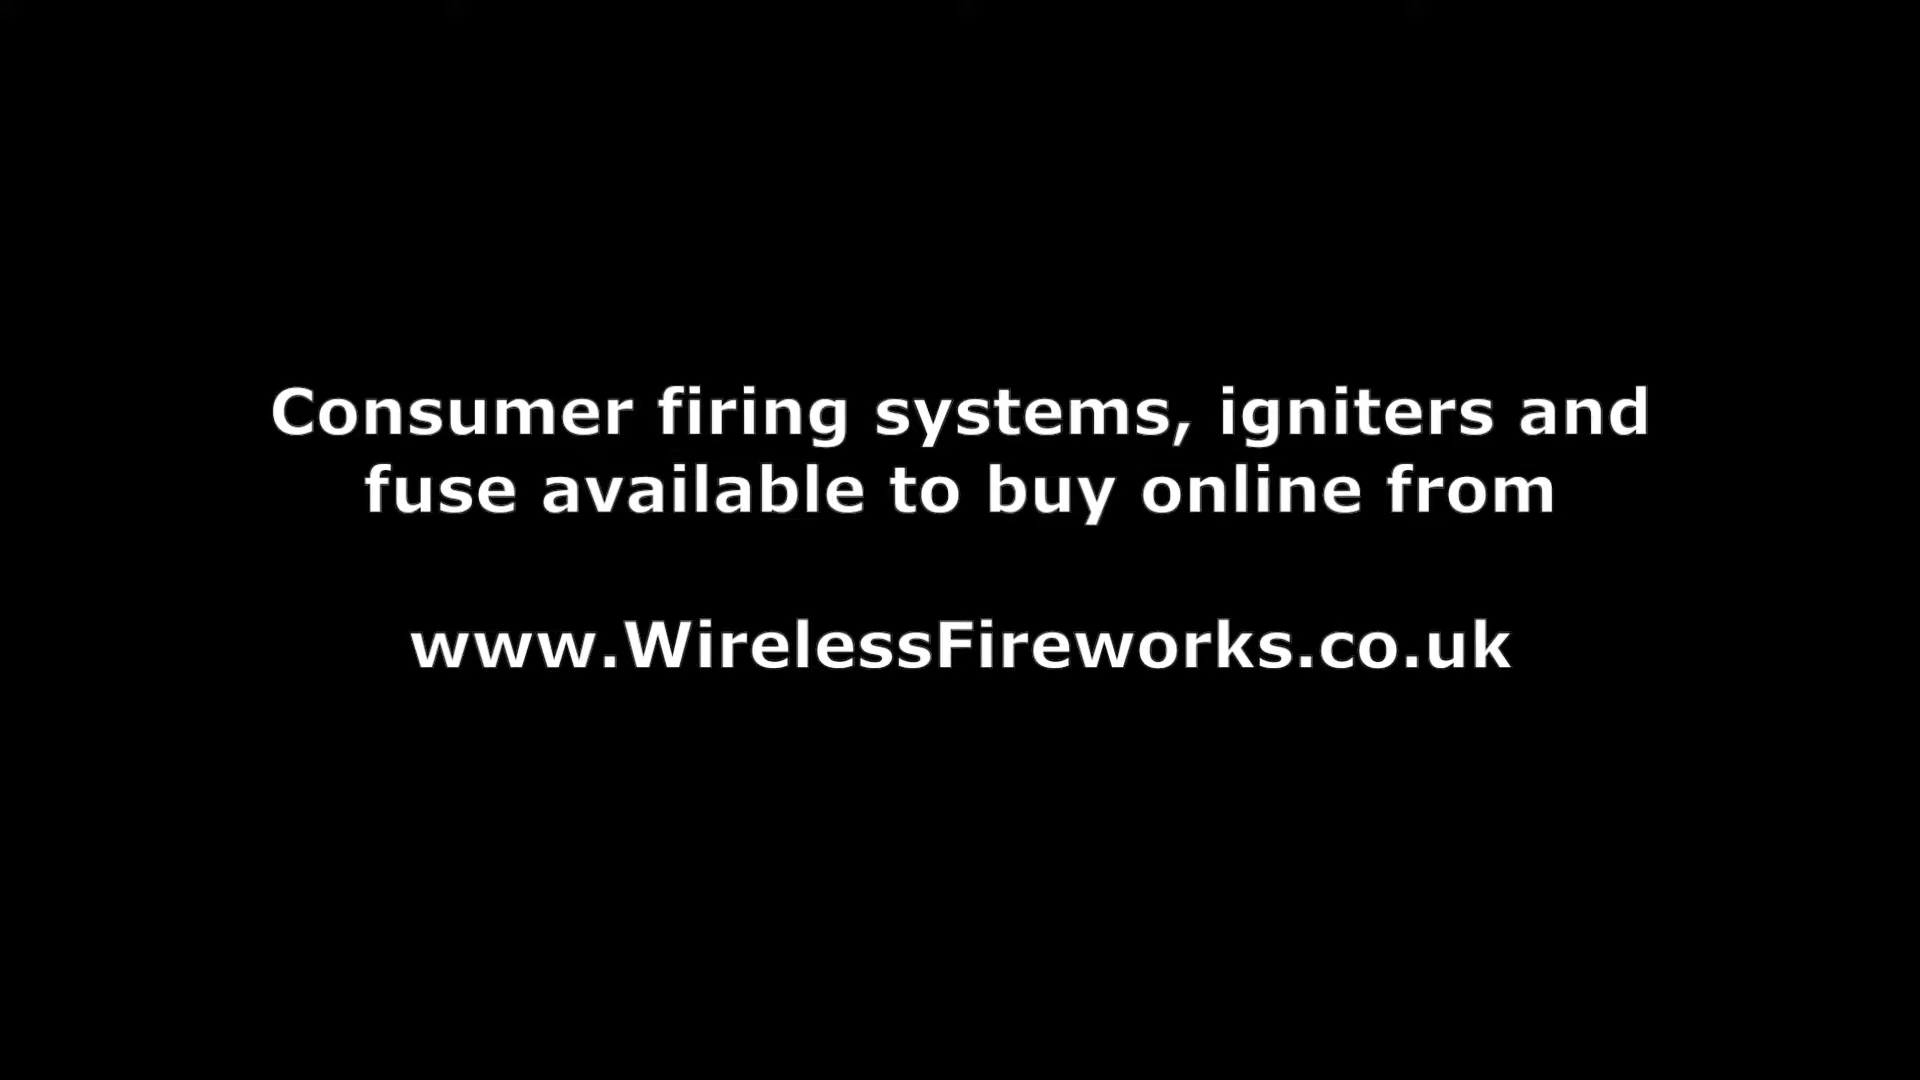 Consumer firing systems, igniters and
fuse available to buy online from
www.WirelessFireworks.co.uk